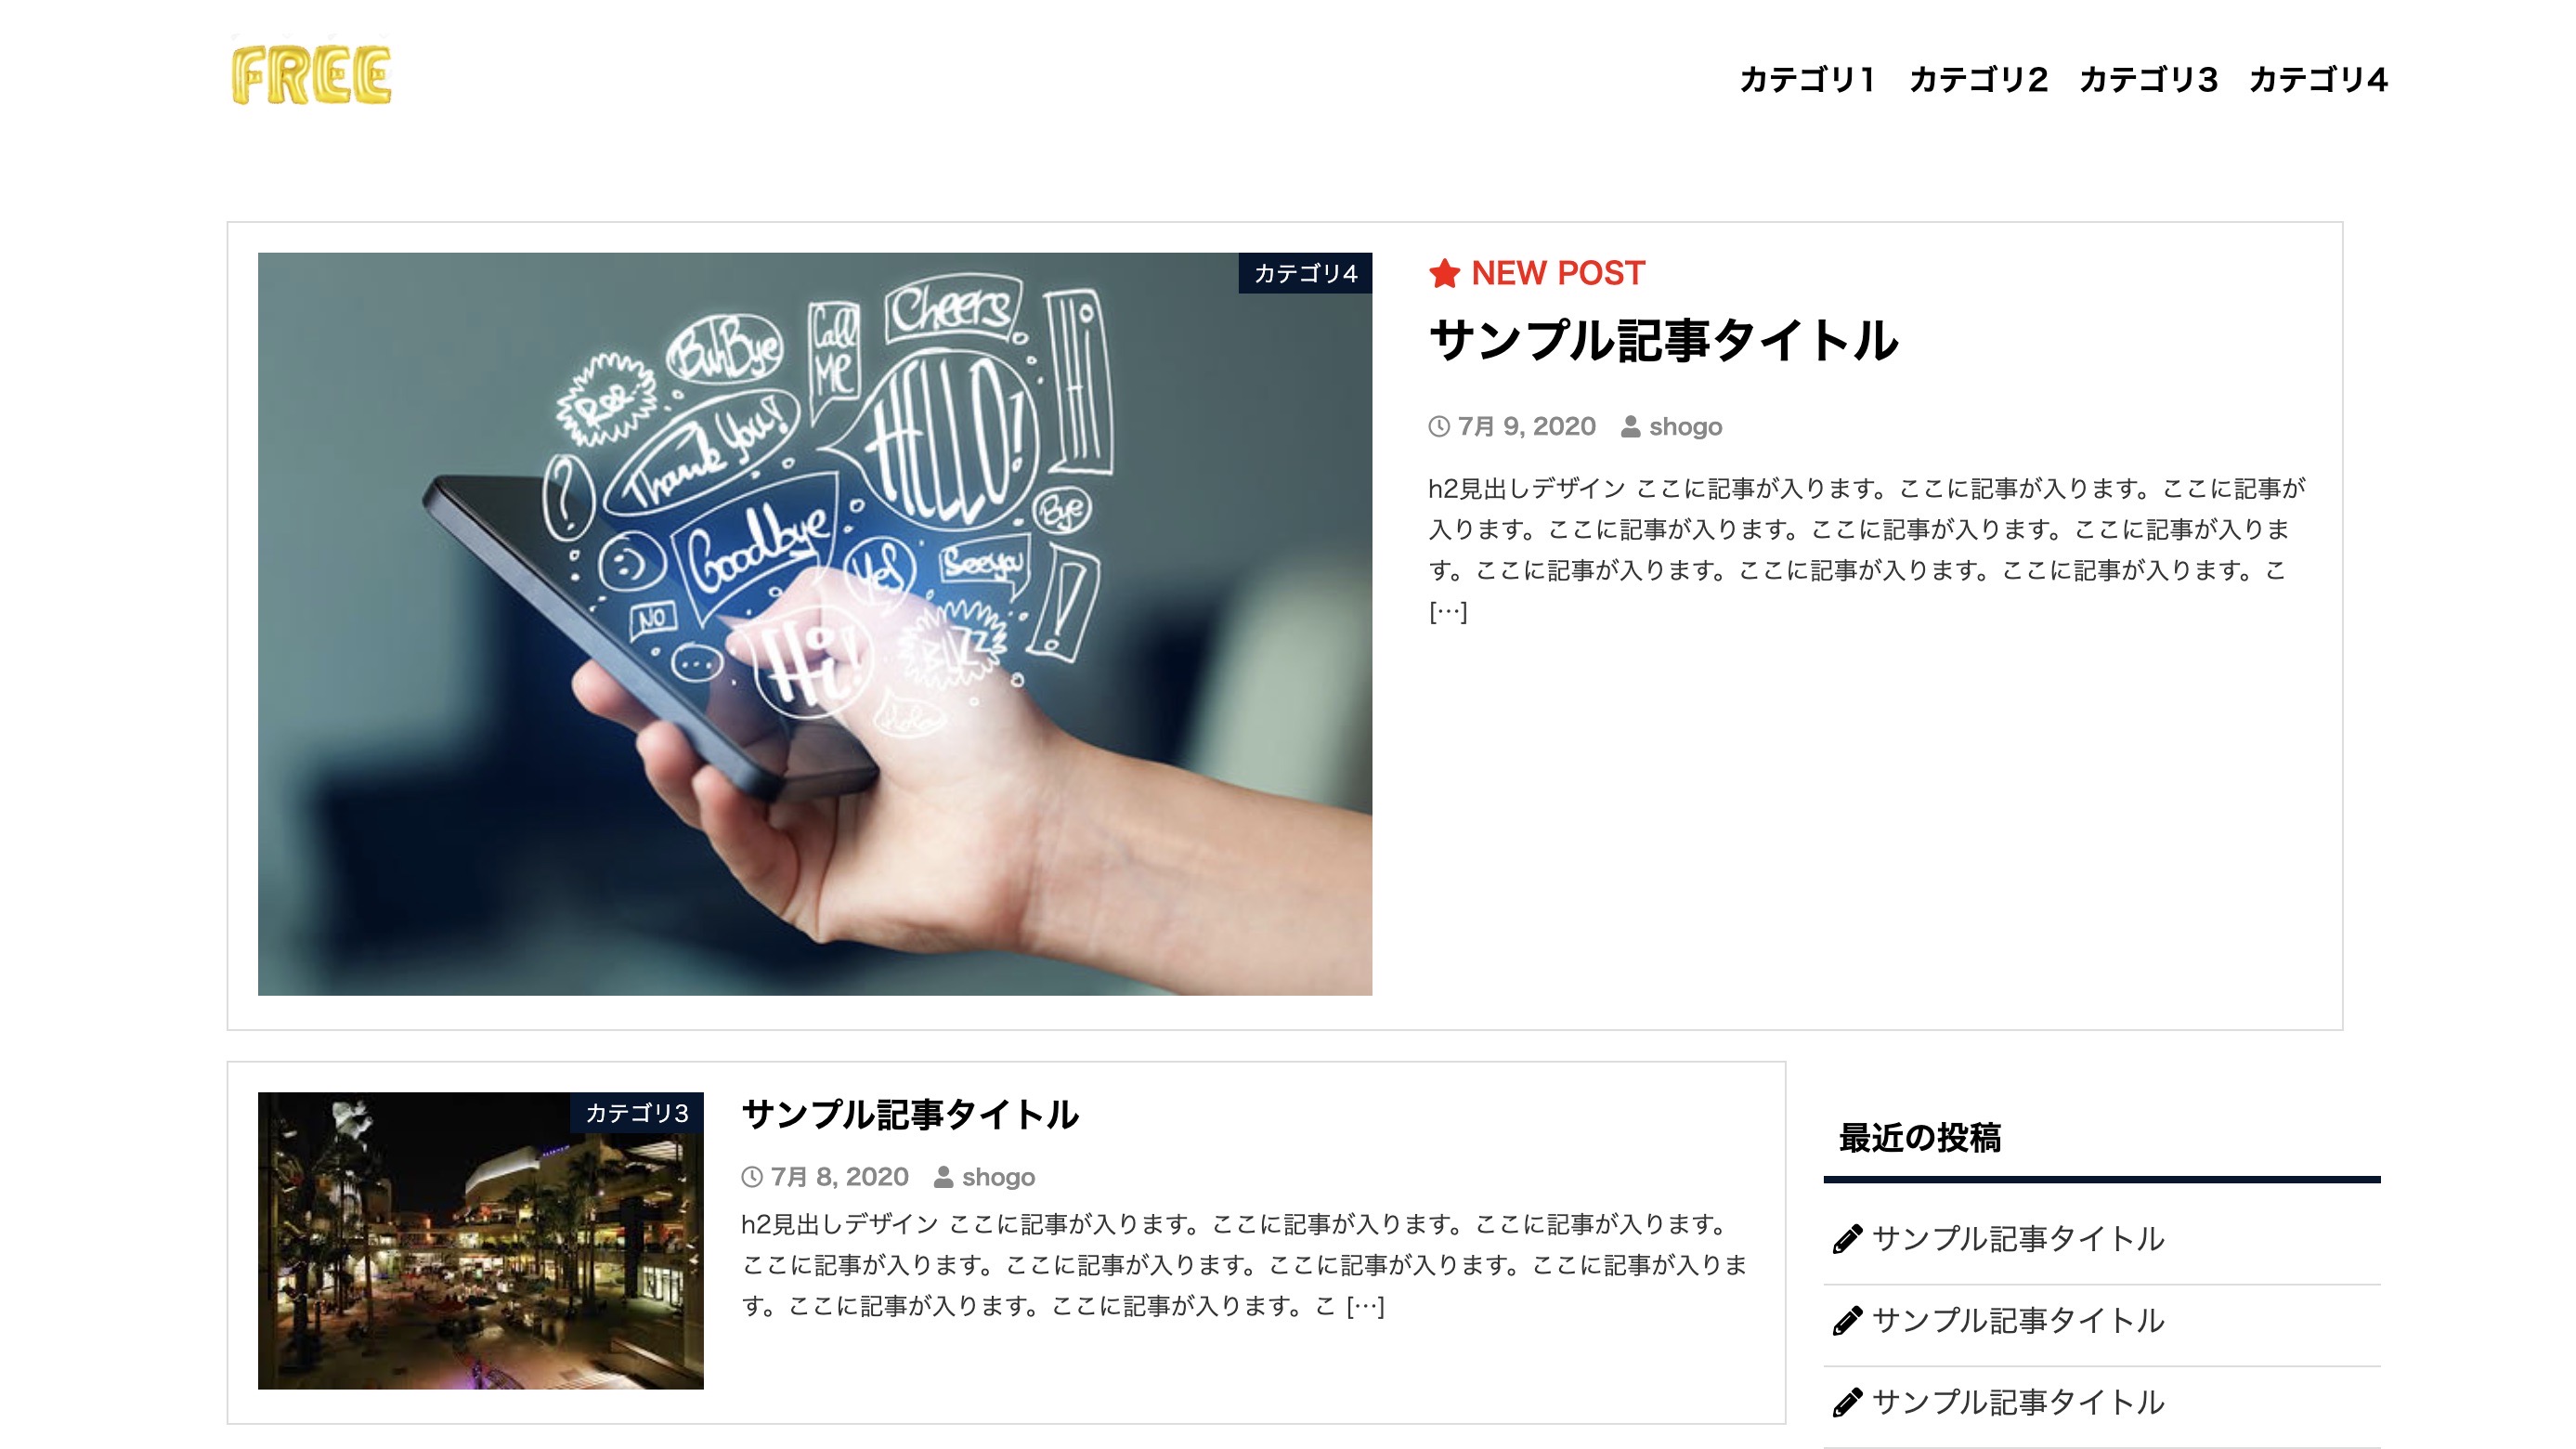 FREE
カテゴリ1 カテゴリ2 カテゴリ3 カテゴリ4
カテゴリ4
Cheers
Call
ME
BuhBye
HELLO!
Thank You!
?
Bye
Goodbye
Yes
Seeyou
NO
Hi!
BUZZ
Hola
NEW POST
サンプル記事タイトル
7月 9, 2020 shogo
h2見出しデザイン ここに記事が入ります。ここに記事が入ります。ここに記事が
入ります。ここに記事が入ります。ここに記事が入ります。ここに記事が入りま
す。ここに記事が入ります。ここに記事が入ります。ここに記事が入ります。こ
[…]
カテゴリ3
サンプル記事タイトル
7月 8, 2020 shogo
h2見出しデザイン ここに記事が入ります。ここに記事が入ります。ここに記事が入ります。
ここに記事が入ります。ここに記事が入ります。ここに記事が入ります。ここに記事が入りま
す。ここに記事が入ります。ここに記事が入ります。こ […]
最近の投稿
サンプル記事タイトル
サンプル記事タイトル
サンプル記事タイトル